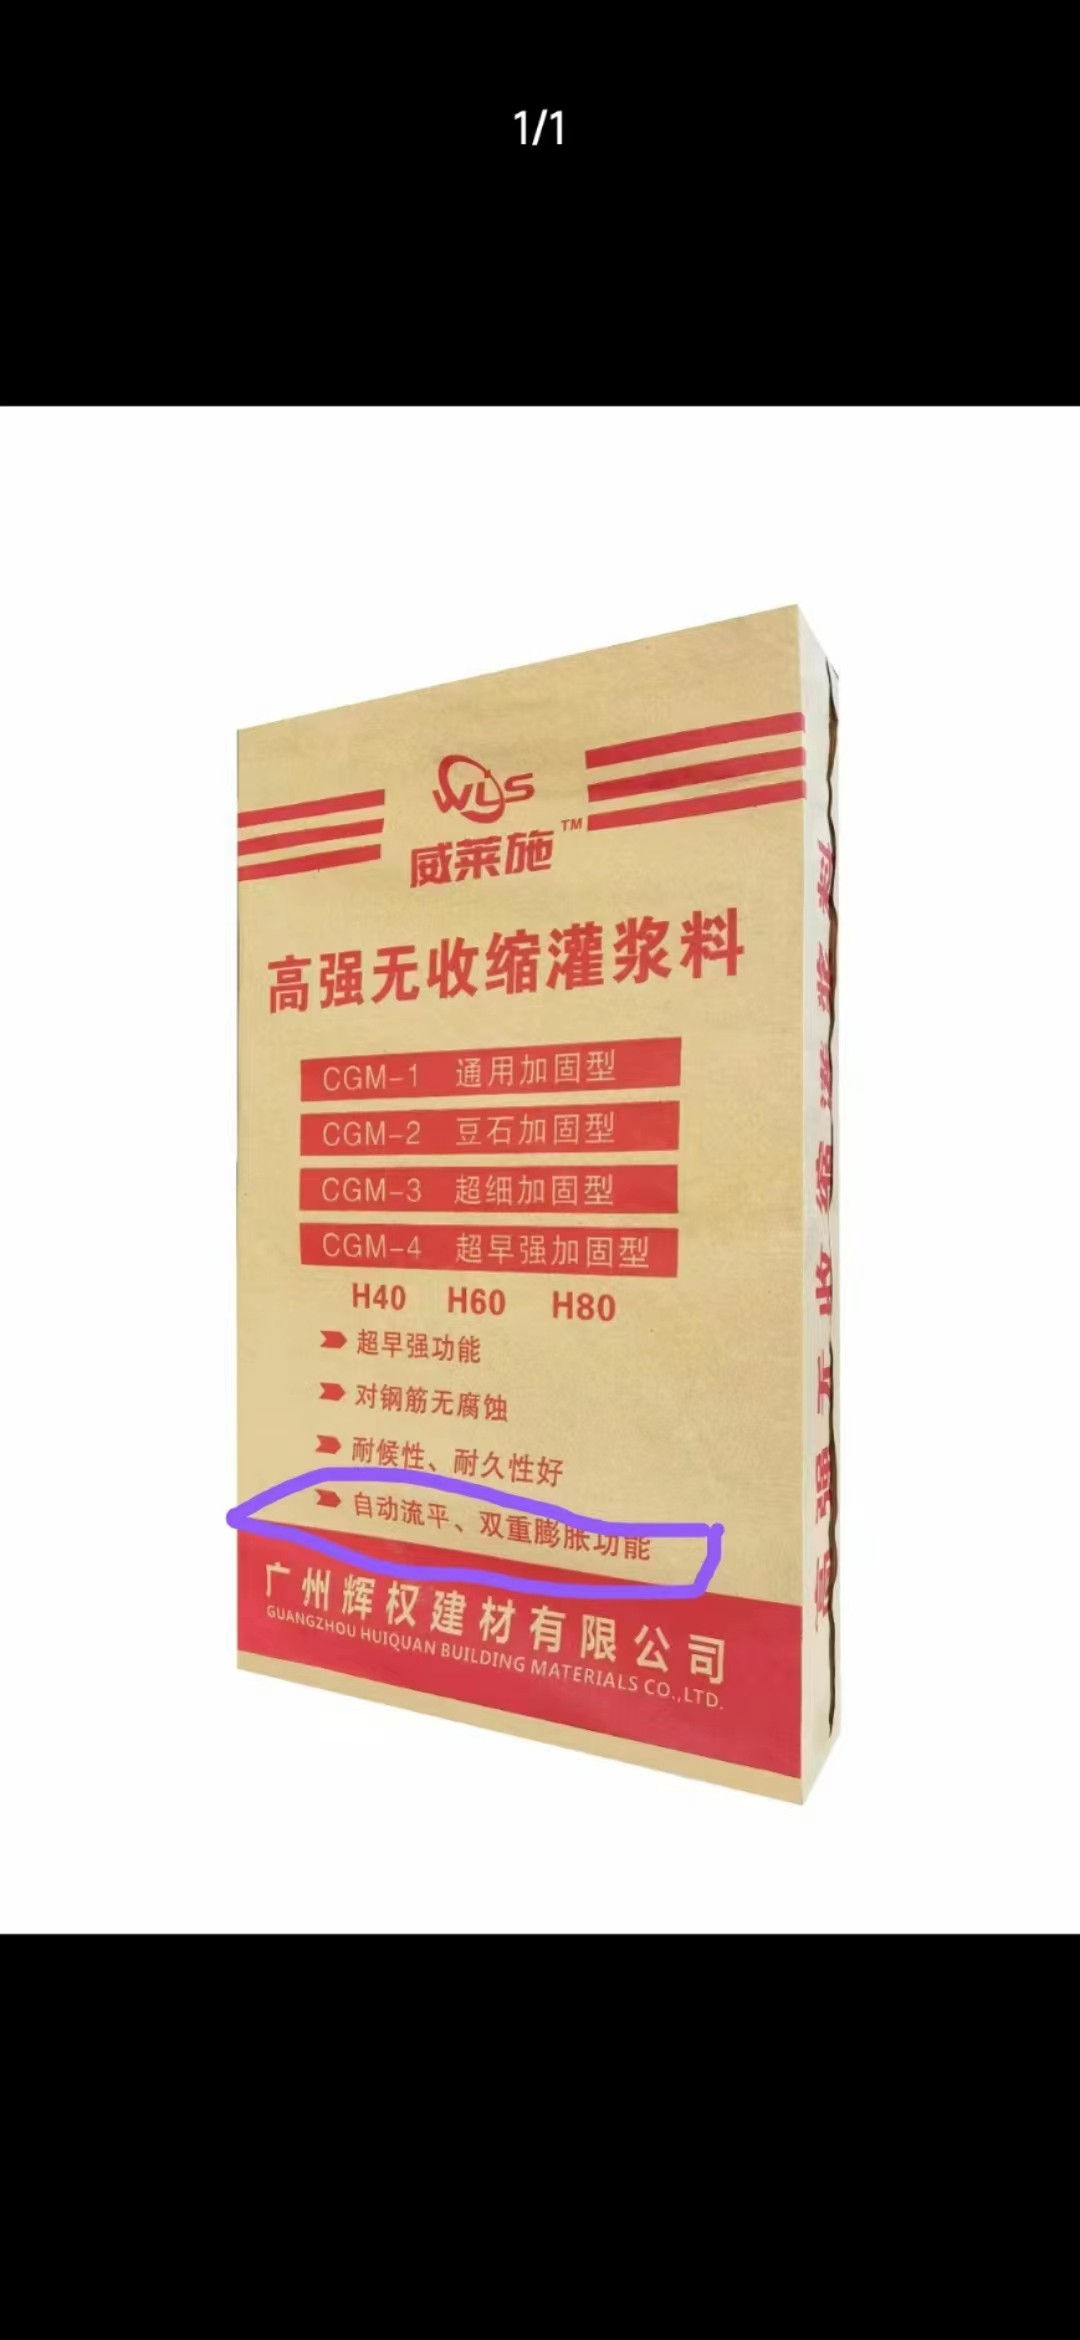 1/1
WLS
威莱施™
高强无收缩灌浆料
CGM-1 通用加固型
CGM-2 豆石加固型
CGM-3 超细加固型
CGM-4 超早强加固型
H40 H60 H80
超早强功能
对钢筋无腐蚀
耐候性、耐久性好
自动流平、双重膨胀功能
广州辉权建材有限公司
GUANGZHOU HUIQUAN BUILDING MATERIALS CO.,LTD.